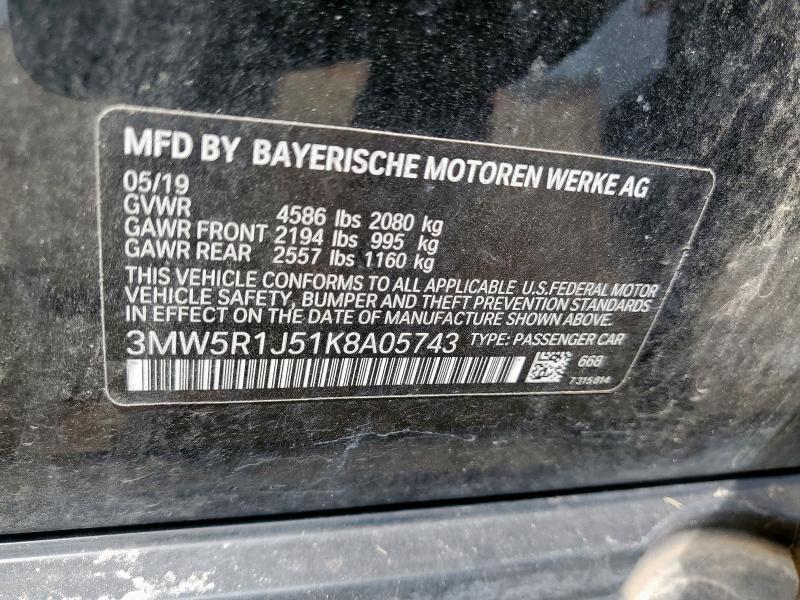 MFD BY BAYERISCHE MOTOREN WERKE AG
05/19
GVWR 4586 lbs 2080 kg
GAWR FRONT 2194 lbs 995 kg
GAWR REAR 2557 lbs 1160 kg
THIS VEHICLE CONFORMS TO ALL APPLICABLE U.S.FEDERAL MOTOR
VEHICLE SAFETY, BUMPER AND THEFT PREVENTION STANDARDS
IN EFFECT ON THE DATE OF MANUFACTURE SHOWN ABOVE.
3MW5R1J51K8A05743 TYPE: PASSENGER CAR
668
7315814